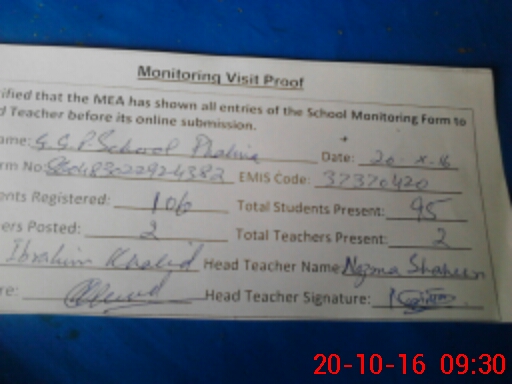 Monitoring Visit Proof
ified that the MEA has shown all entries of the School Monitoring Form to
d Teacher before its online submission.
ame: G.G.P. School Date: 20-X-16
rm No: EMIS Code: 37370420
ents Registered: 106 Total Students Present: 95
ers Posted: 2 Total Teachers Present: 2
Ibrahim Khalid Head Teacher Name: Nazma Shaheen
re: Head Teacher Signature:
20-10-16 09:30